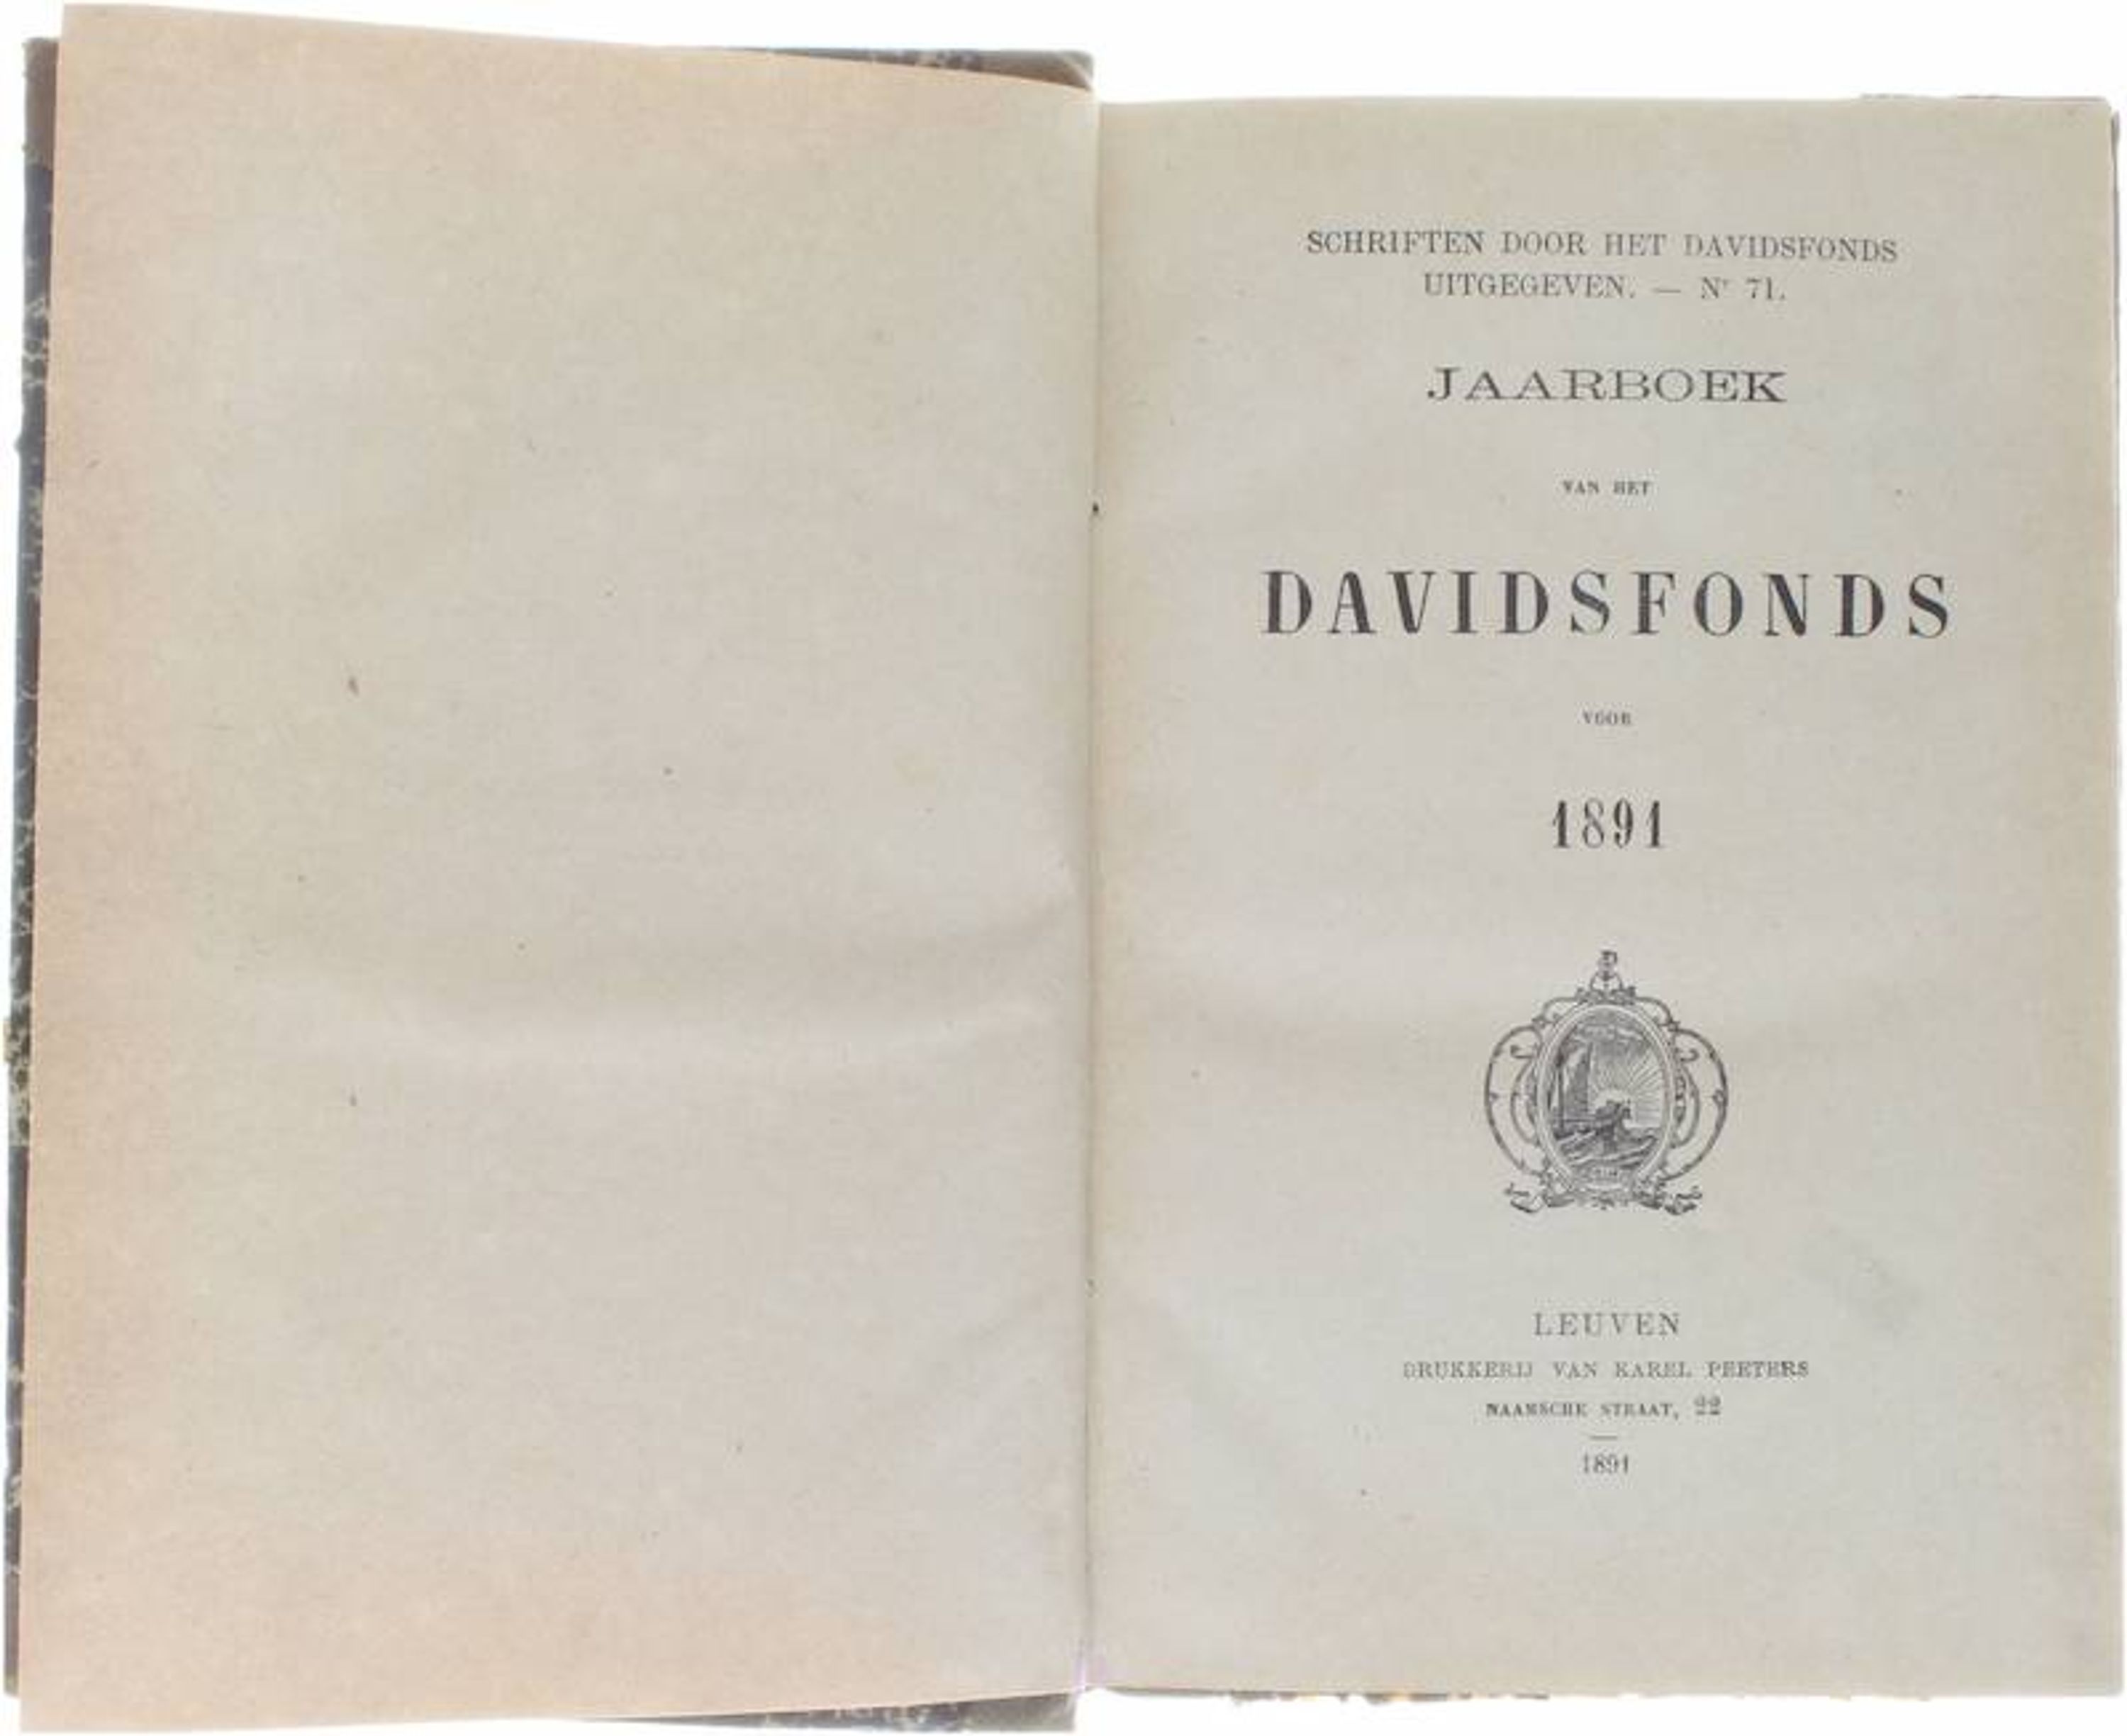 SCHRIFTEN DOOR HET DAVIDSFONDS
UITGEGEVEN. — Nr 71.
JAARBOEK
VAN HET
DAVIDSFONDS
VOOR
1891
LEUVEN
DRUKKERIJ VAN KAREL PEETERS
NAAMSCHE STRAAT, 22
1891